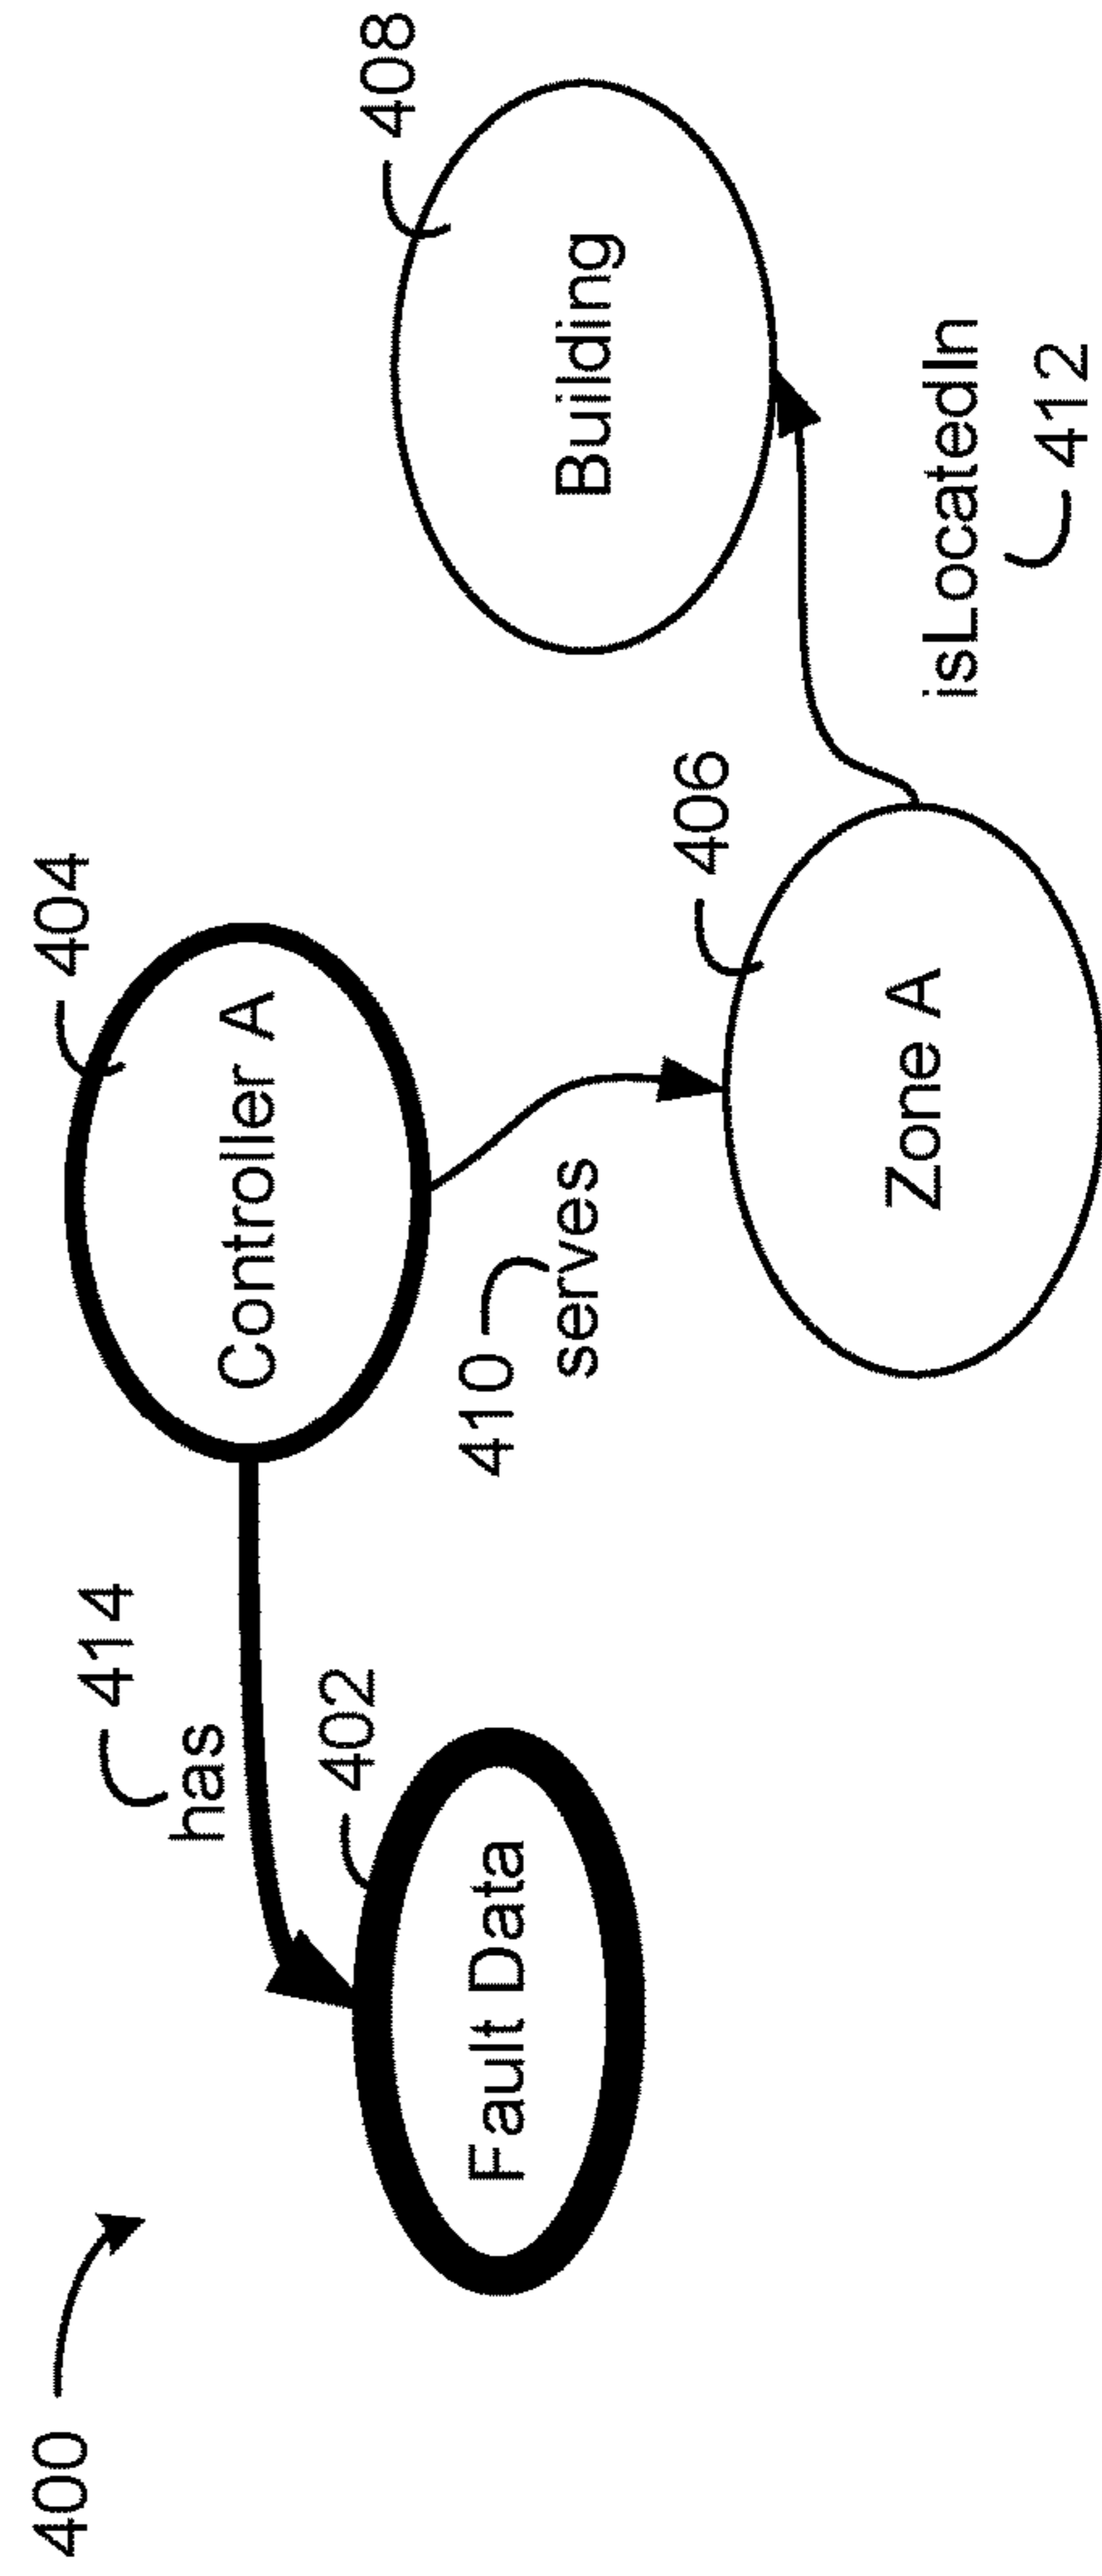 400
414
has
402
Fault Data
404
Controller A
410
serves
406
Zone A
408
Building
isLocatedIn
412